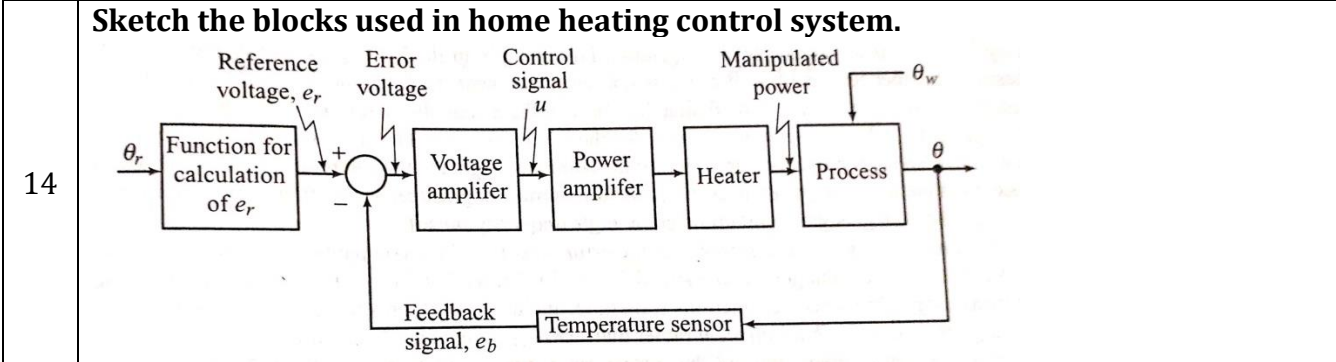 14
Sketch the blocks used in home heating control system.
Reference
voltage, e_r
Error
voltage
Control
signal
u
Manipulated
power
θ_w
θ_r
Function for
calculation
of e_r
+
−
Voltage
amplifer
Power
amplifer
Heater
Process
θ
Feedback
signal, e_b
Temperature sensor